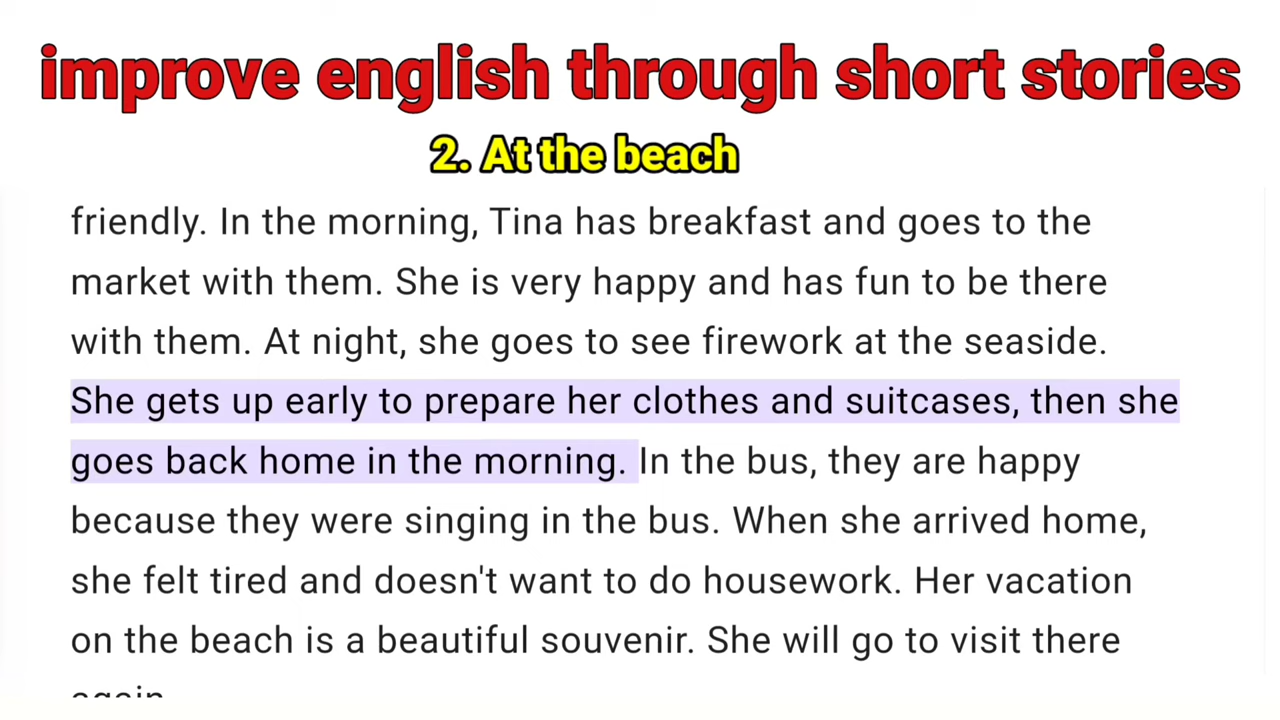 improve english through short stories
2. At the beach
friendly. In the morning, Tina has breakfast and goes to the
market with them. She is very happy and has fun to be there
with them. At night, she goes to see firework at the seaside.
She gets up early to prepare her clothes and suitcases, then she
goes back home in the morning. In the bus, they are happy
because they were singing in the bus. When she arrived home,
she felt tired and doesn't want to do housework. Her vacation
on the beach is a beautiful souvenir. She will go to visit there
again